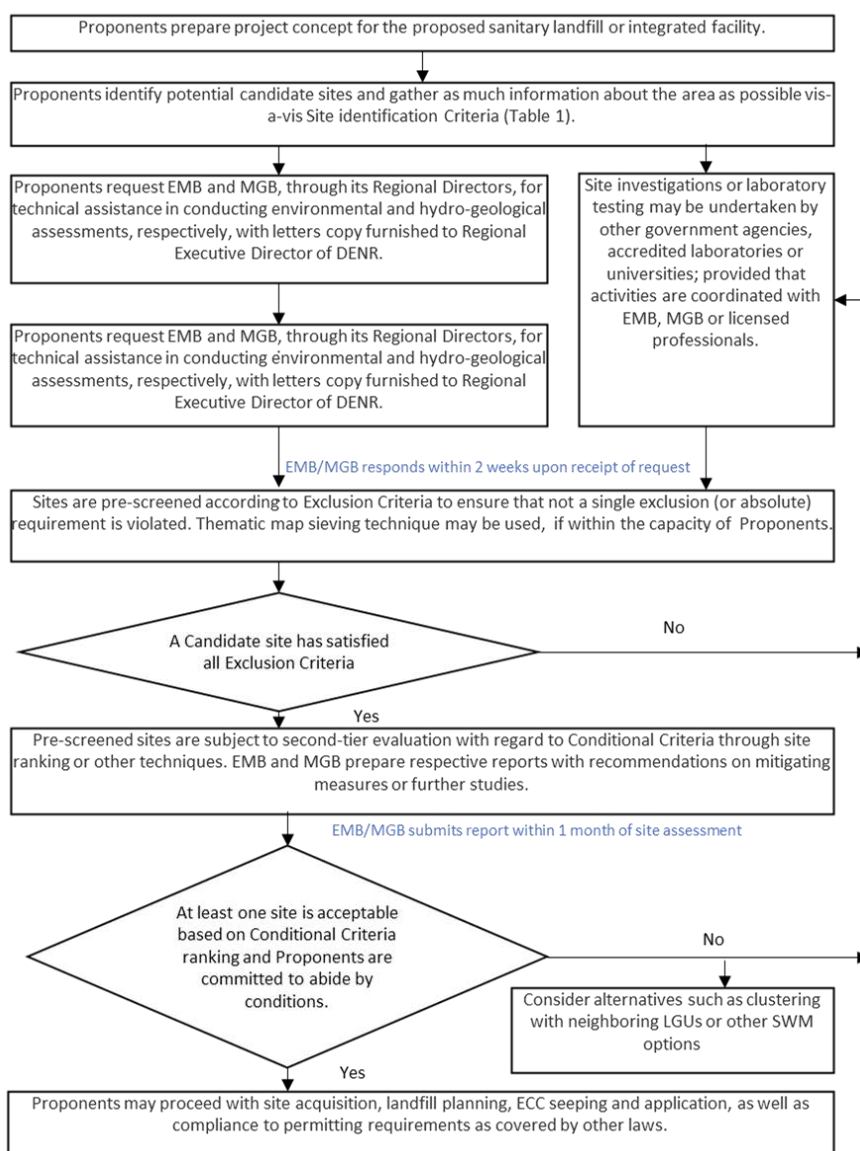 Proponents prepare project concept for the proposed sanitary landfill or integrated facility.
Proponents identify potential candidate sites and gather as much information about the area as possible vis-
a-vis Site identification Criteria (Table 1).
Proponents request EMB and MGB, through its Regional Directors, for
technical assistance in conducting environmental and hydro-geological
assessments, respectively, with letters copy furnished to Regional
Executive Director of DENR.
Site investigations or laboratory
testing may be undertaken by
other government agencies,
accredited laboratories or
universities; provided that
activities are coordinated with
EMB, MGB or licensed
professionals.
Proponents request EMB and MGB, through its Regional Directors, for
technical assistance in conducting environmental and hydro-geological
assessments, respectively, with letters copy furnished to Regional
Executive Director of DENR.
EMB/MGB responds within 2 weeks upon receipt of request
Sites are pre-screened according to Exclusion Criteria to ensure that not a single exclusion (or absolute)
requirement is violated. Thematic map sieving technique may be used, if within the capacity of Proponents.
A Candidate site has satisfied
all Exclusion Criteria
No
Yes
Pre-screened sites are subject to second-tier evaluation with regard to Conditional Criteria through site
ranking or other techniques. EMB and MGB prepare respective reports with recommendations on mitigating
measures or further studies.
EMB/MGB submits report within 1 month of site assessment
At least one site is acceptable
based on Conditional Criteria
ranking and Proponents are
committed to abide by
conditions.
No
Consider alternatives such as clustering
with neighboring LGUs or other SWM
options
Yes
Proponents may proceed with site acquisition, landfill planning, ECC seeping and application, as well as
compliance to permitting requirements as covered by other laws.